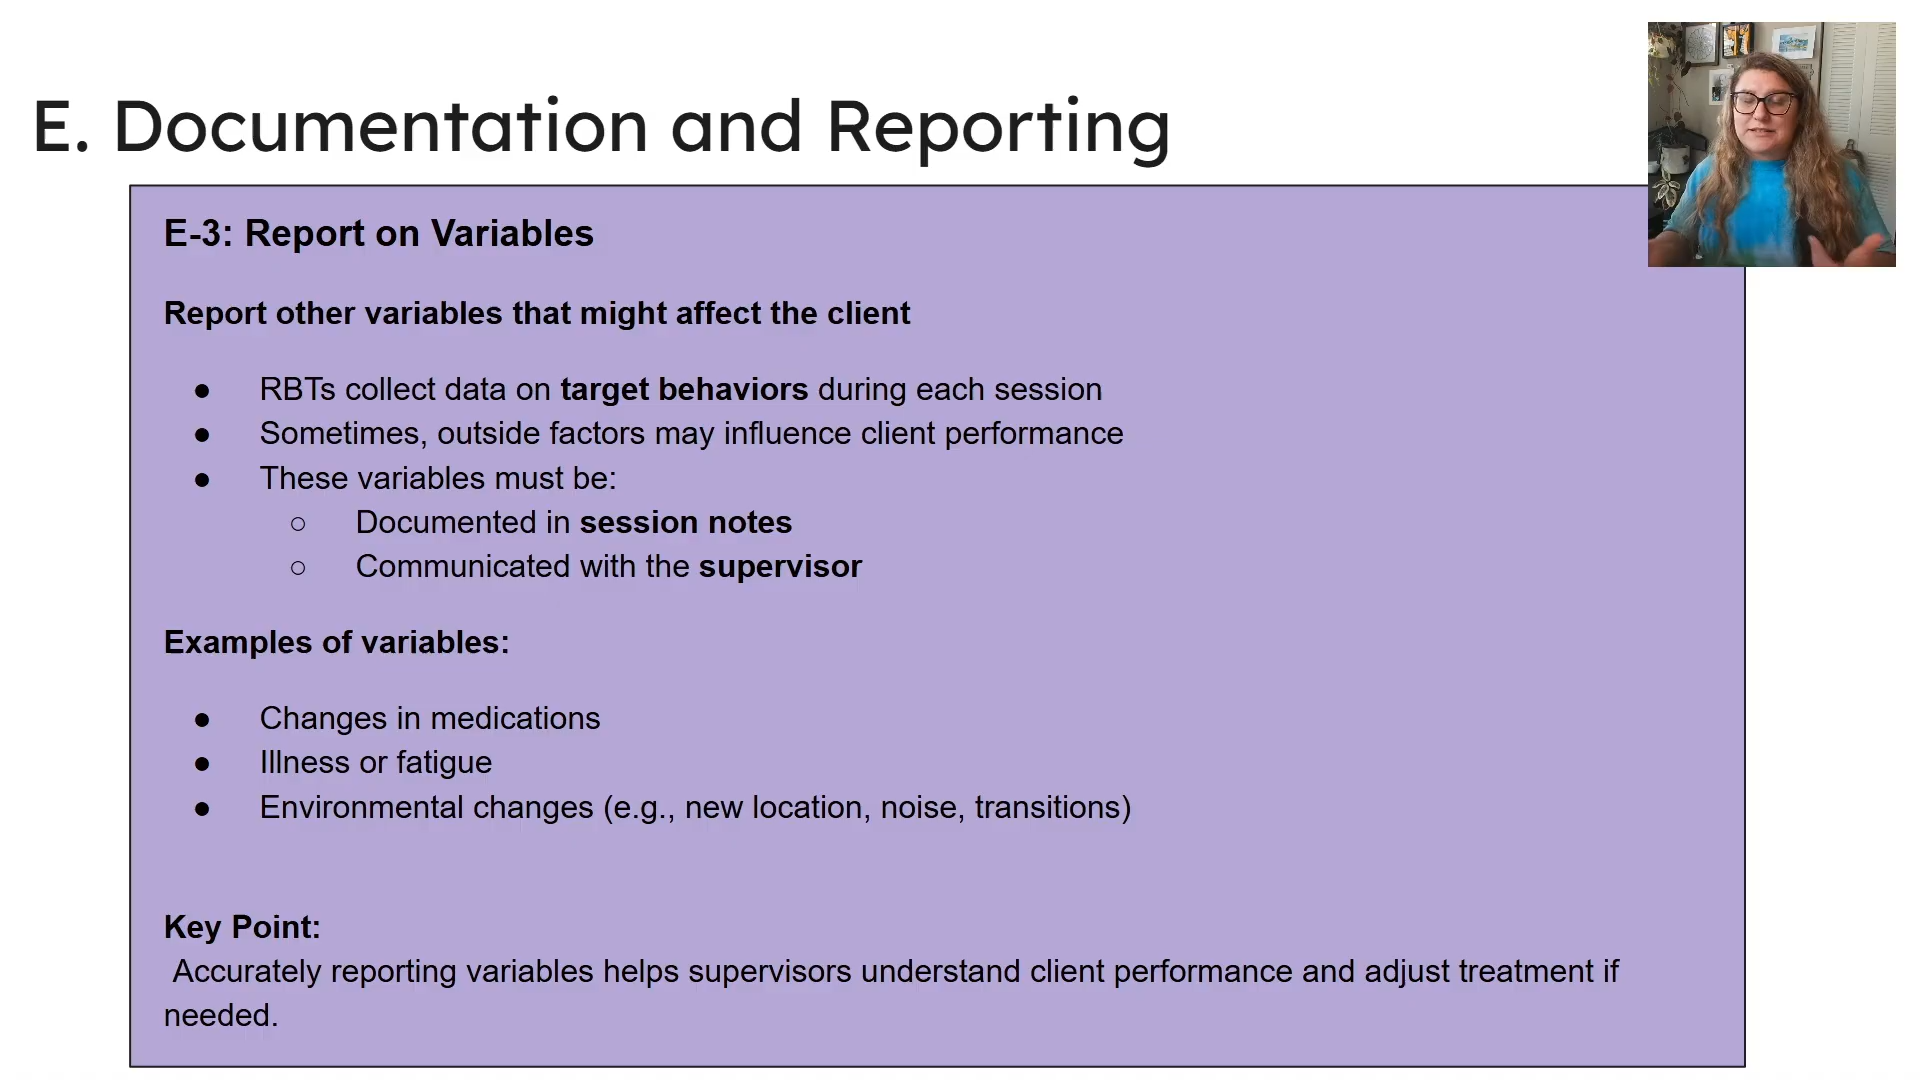 E. Documentation and Reporting
E-3: Report on Variables
Report other variables that might affect the client
● RBTs collect data on target behaviors during each session
● Sometimes, outside factors may influence client performance
● These variables must be:
○ Documented in session notes
○ Communicated with the supervisor
Examples of variables:
● Changes in medications
● Illness or fatigue
● Environmental changes (e.g., new location, noise, transitions)
Key Point:
Accurately reporting variables helps supervisors understand client performance and adjust treatment if
needed.